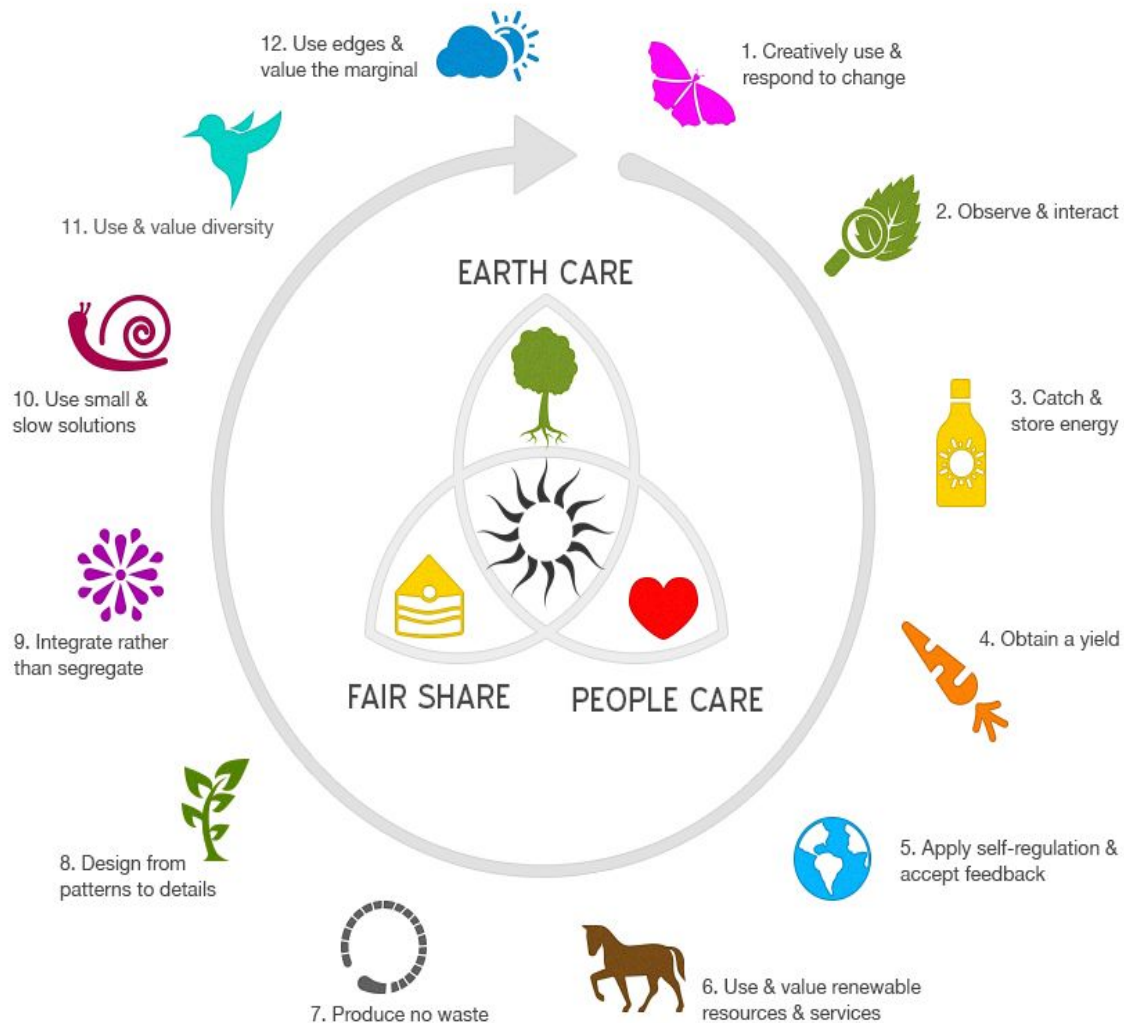 1. Creatively use &
respond to change
2. Observe & interact
3. Catch &
store energy
4. Obtain a yield
5. Apply self-regulation &
accept feedback
6. Use & value renewable
resources & services
7. Produce no waste
8. Design from
patterns to details
9. Integrate rather
than segregate
10. Use small &
slow solutions
11. Use & value diversity
12. Use edges &
value the marginal
EARTH CARE
FAIR SHARE
PEOPLE CARE